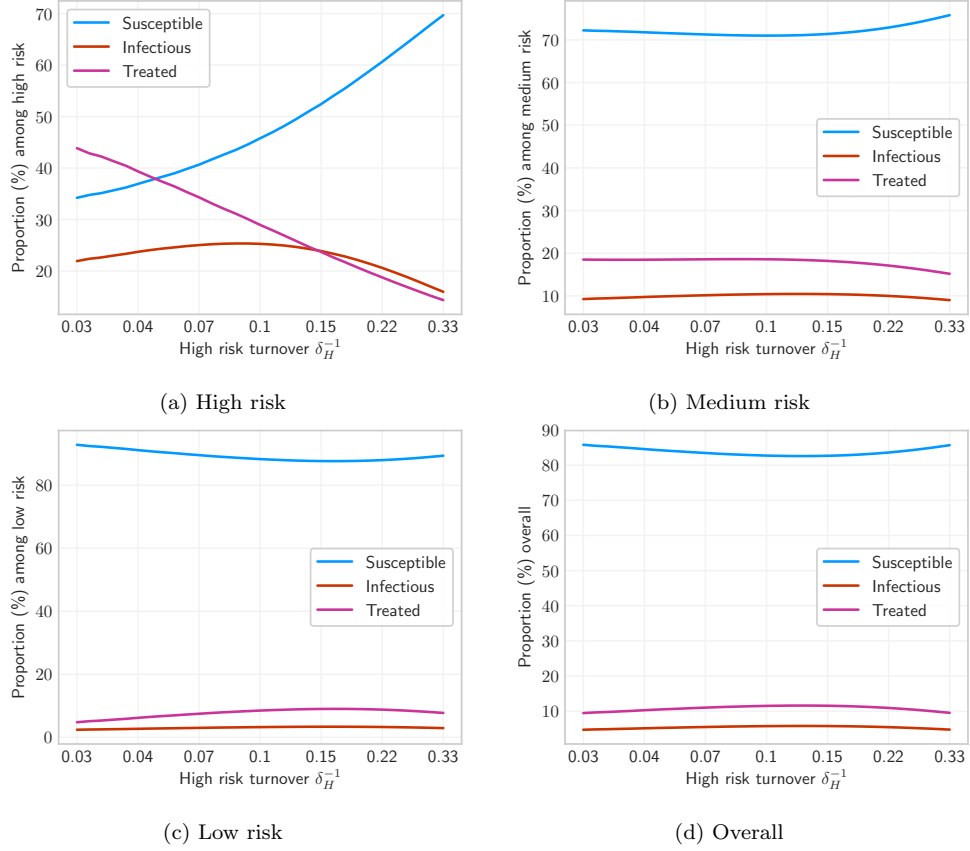 Proportion (%) among high risk
70
60
50
40
30
20
Susceptible
Infectious
Treated
0.03 0.04 0.07 0.1 0.15 0.22 0.33
High risk turnover δ_H^{-1}
(a) High risk
Proportion (%) among medium risk
70
60
50
40
30
20
10
Susceptible
Infectious
Treated
0.03 0.04 0.07 0.1 0.15 0.22 0.33
High risk turnover δ_H^{-1}
(b) Medium risk
Proportion (%) among low risk
80
60
40
20
0
Susceptible
Infectious
Treated
0.03 0.04 0.07 0.1 0.15 0.22 0.33
High risk turnover δ_H^{-1}
(c) Low risk
Proportion (%) overall
90
80
70
60
50
40
30
20
10
Susceptible
Infectious
Treated
0.03 0.04 0.07 0.1 0.15 0.22 0.33
High risk turnover δ_H^{-1}
(d) Overall